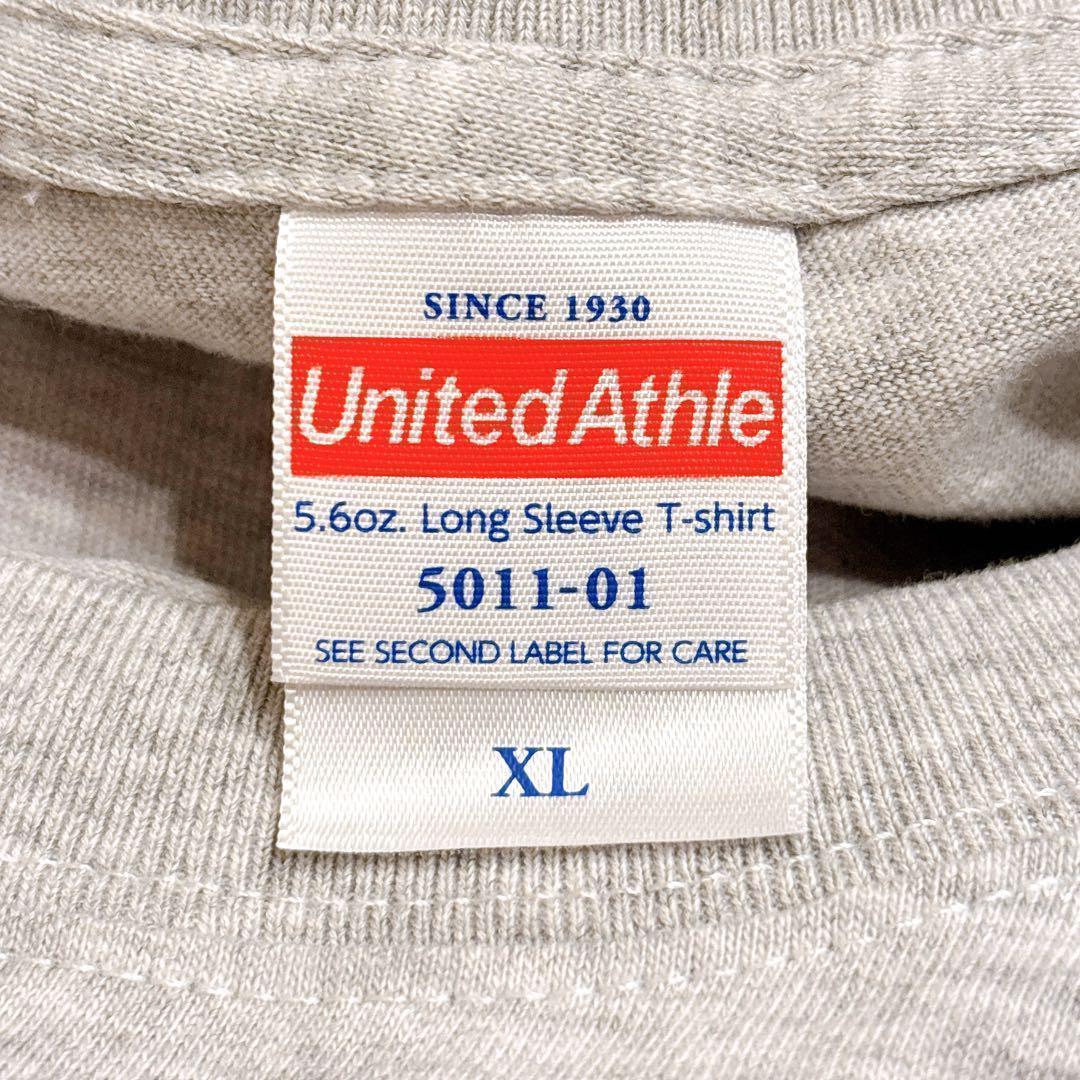 SINCE 1930
United Athle
5.6oz. Long Sleeve T-shirt
5011-01
SEE SECOND LABEL FOR CARE
XL